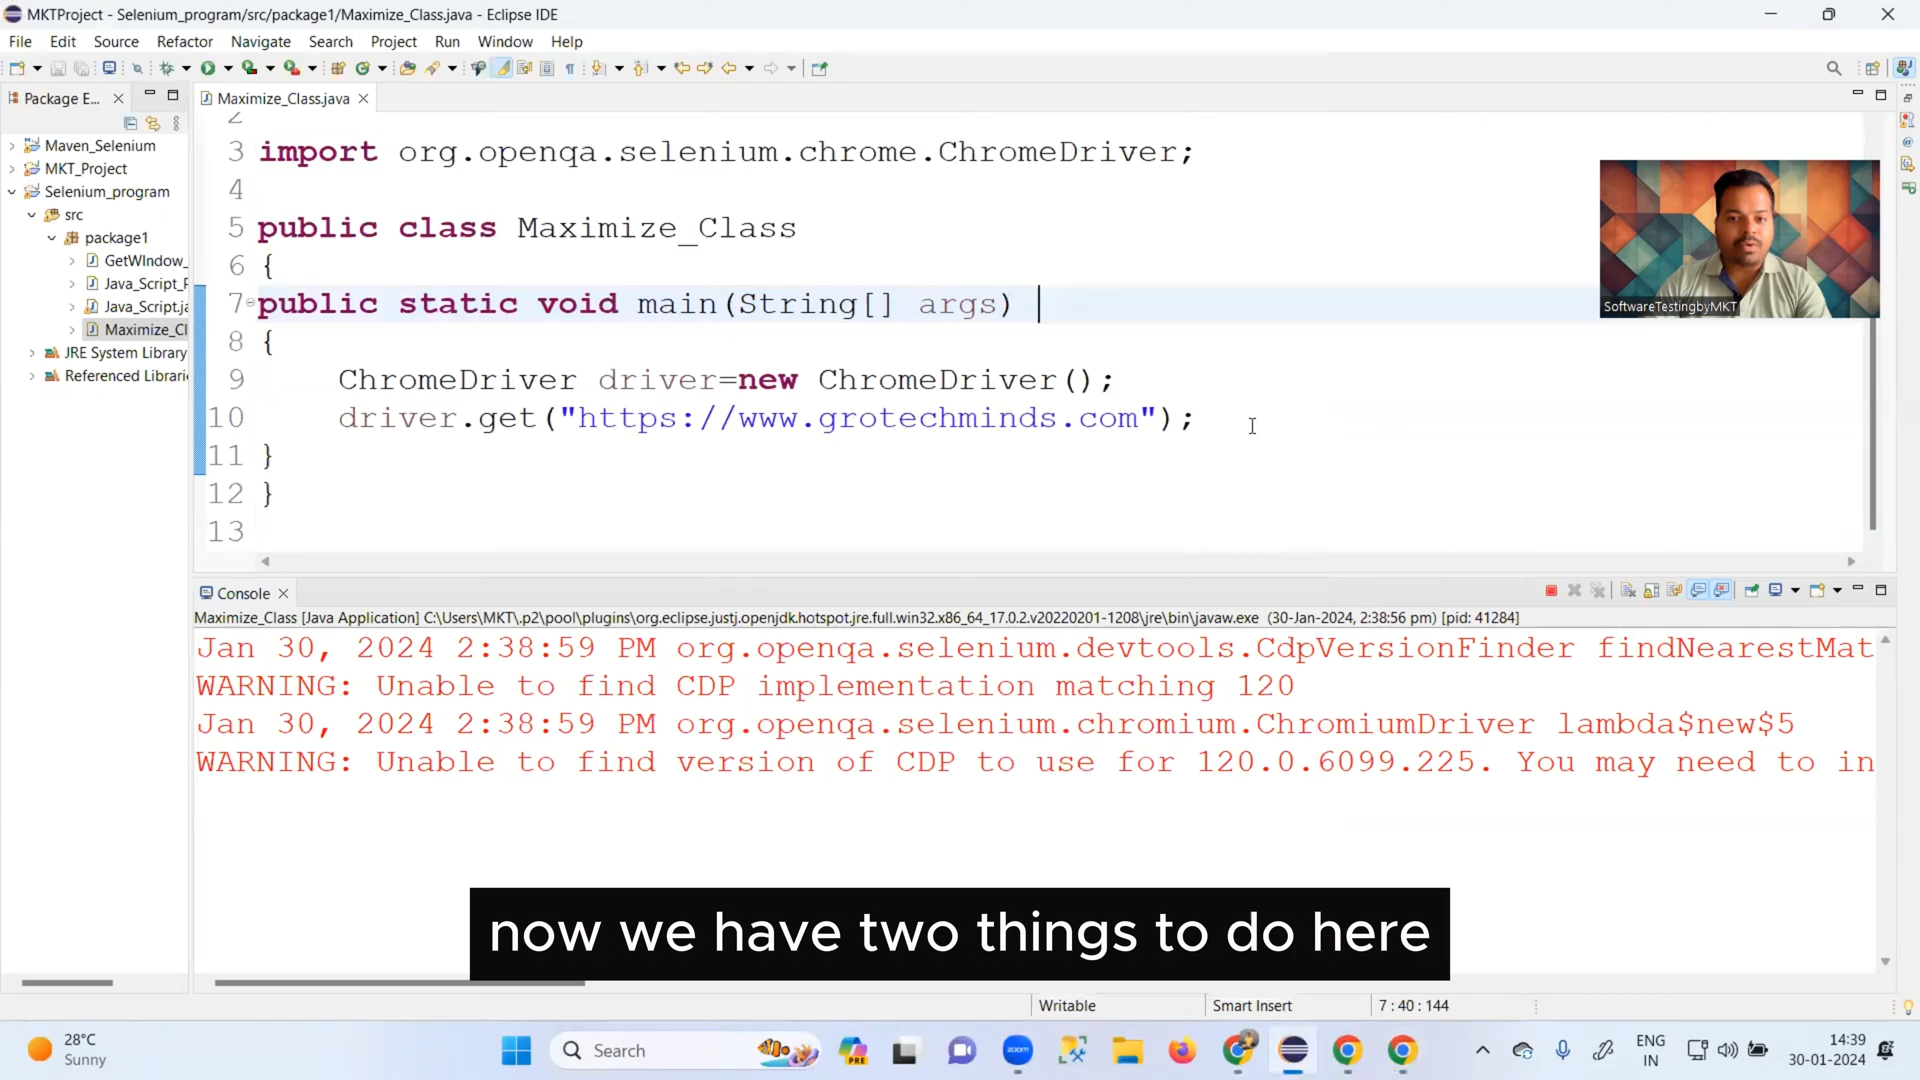 MKTProject - Selenium_program/src/package1/Maximize_Class.java - Eclipse IDE
File Edit Source Refactor Navigate Search Project Run Window Help
Package E...
Maximize_Class.java
Maven_Selenium
MKT_Project
Selenium_program
src
package1
GetWIndow_
Java_Script_F
Java_Script.ja
Maximize_Cl
JRE System Library
Referenced Librarie
2
3 import org.openqa.selenium.chrome.ChromeDriver;
4
5 public class Maximize_Class
6 {
7 public static void main(String[] args)
8 {
9 ChromeDriver driver=new ChromeDriver();
10 driver.get("https://www.grotechminds.com");
11 }
12 }
13
SoftwareTestingbyMKT
Console
Maximize_Class [Java Application] C:\Users\MKT\.p2\pool\plugins\org.eclipse.justj.openjdk.hotspot.jre.full.win32.x86_64_17.0.2.v20220201-1208\jre\bin\javaw.exe (30-Jan-2024, 2:38:56 pm) [pid: 41284]
Jan 30, 2024 2:38:59 PM org.openqa.selenium.devtools.CdpVersionFinder findNearestMat
WARNING: Unable to find CDP implementation matching 120
Jan 30, 2024 2:38:59 PM org.openqa.selenium.chromium.ChromiumDriver lambda$new$5
WARNING: Unable to find version of CDP to use for 120.0.6099.225. You may need to in
now we have two things to do here
Writable Smart Insert 7 : 40 : 144
28°C
Sunny
Search
PRE
zoom
ENG
IN
14:39
30-01-2024